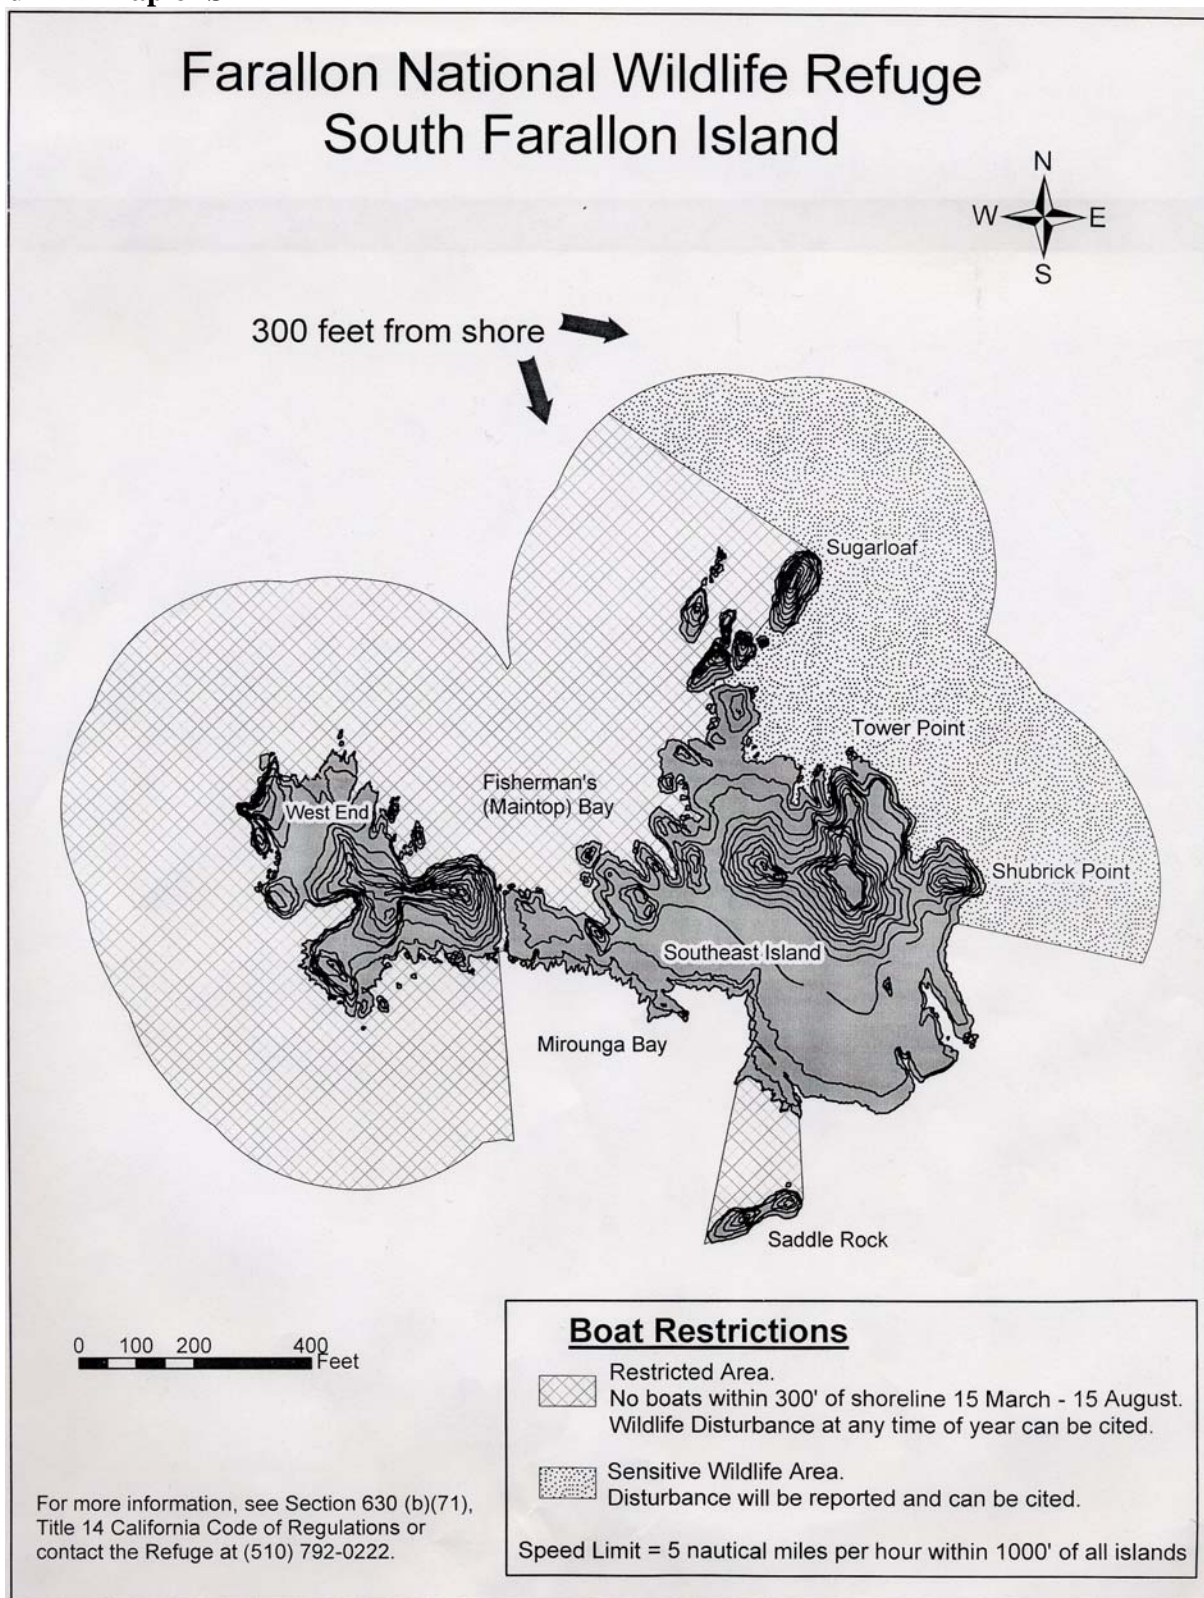 Farallon National Wildlife Refuge
South Farallon Island
N
W E
S
300 feet from shore
Sugarloaf
Tower Point
Fisherman's
(Maintop) Bay
West End
Shubrick Point
Southeast Island
Mirounga Bay
Saddle Rock
0 100 200 400
Feet
Boat Restrictions
Restricted Area.
No boats within 300' of shoreline 15 March - 15 August.
Wildlife Disturbance at any time of year can be cited.
Sensitive Wildlife Area.
Disturbance will be reported and can be cited.
Speed Limit = 5 nautical miles per hour within 1000' of all islands
For more information, see Section 630 (b)(71),
Title 14 California Code of Regulations or
contact the Refuge at (510) 792-0222.